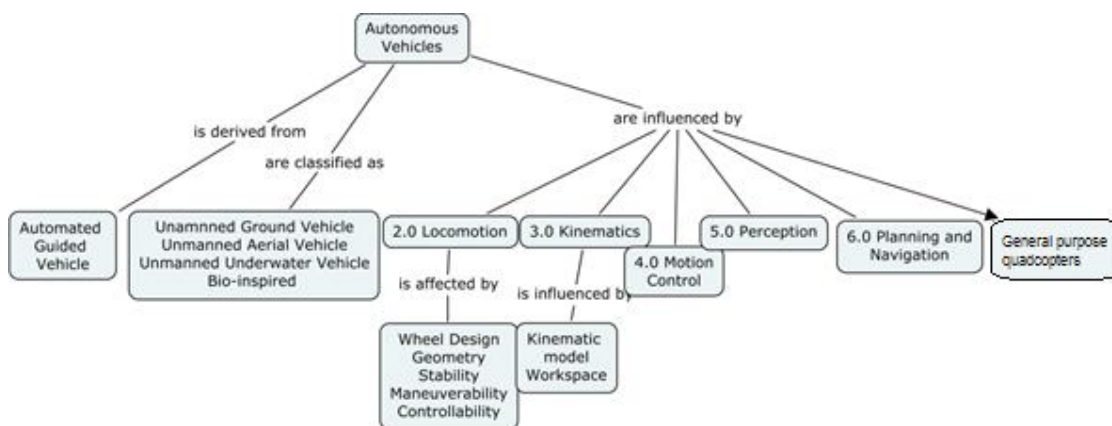 Autonomous
Vehicles
is derived from
are classified as
are influenced by
Automated
Guided
Vehicle
Unamnned Ground Vehicle
Unmanned Aerial Vehicle
Unmanned Underwater Vehicle
Bio-inspired
2.0 Locomotion
3.0 Kinematics
4.0 Motion
Control
5.0 Perception
6.0 Planning and
Navigation
General purpose
quadcopters
is affected by
is influenced by
Wheel Design
Geometry
Stability
Maneuverability
Controllability
Kinematic
model
Workspace